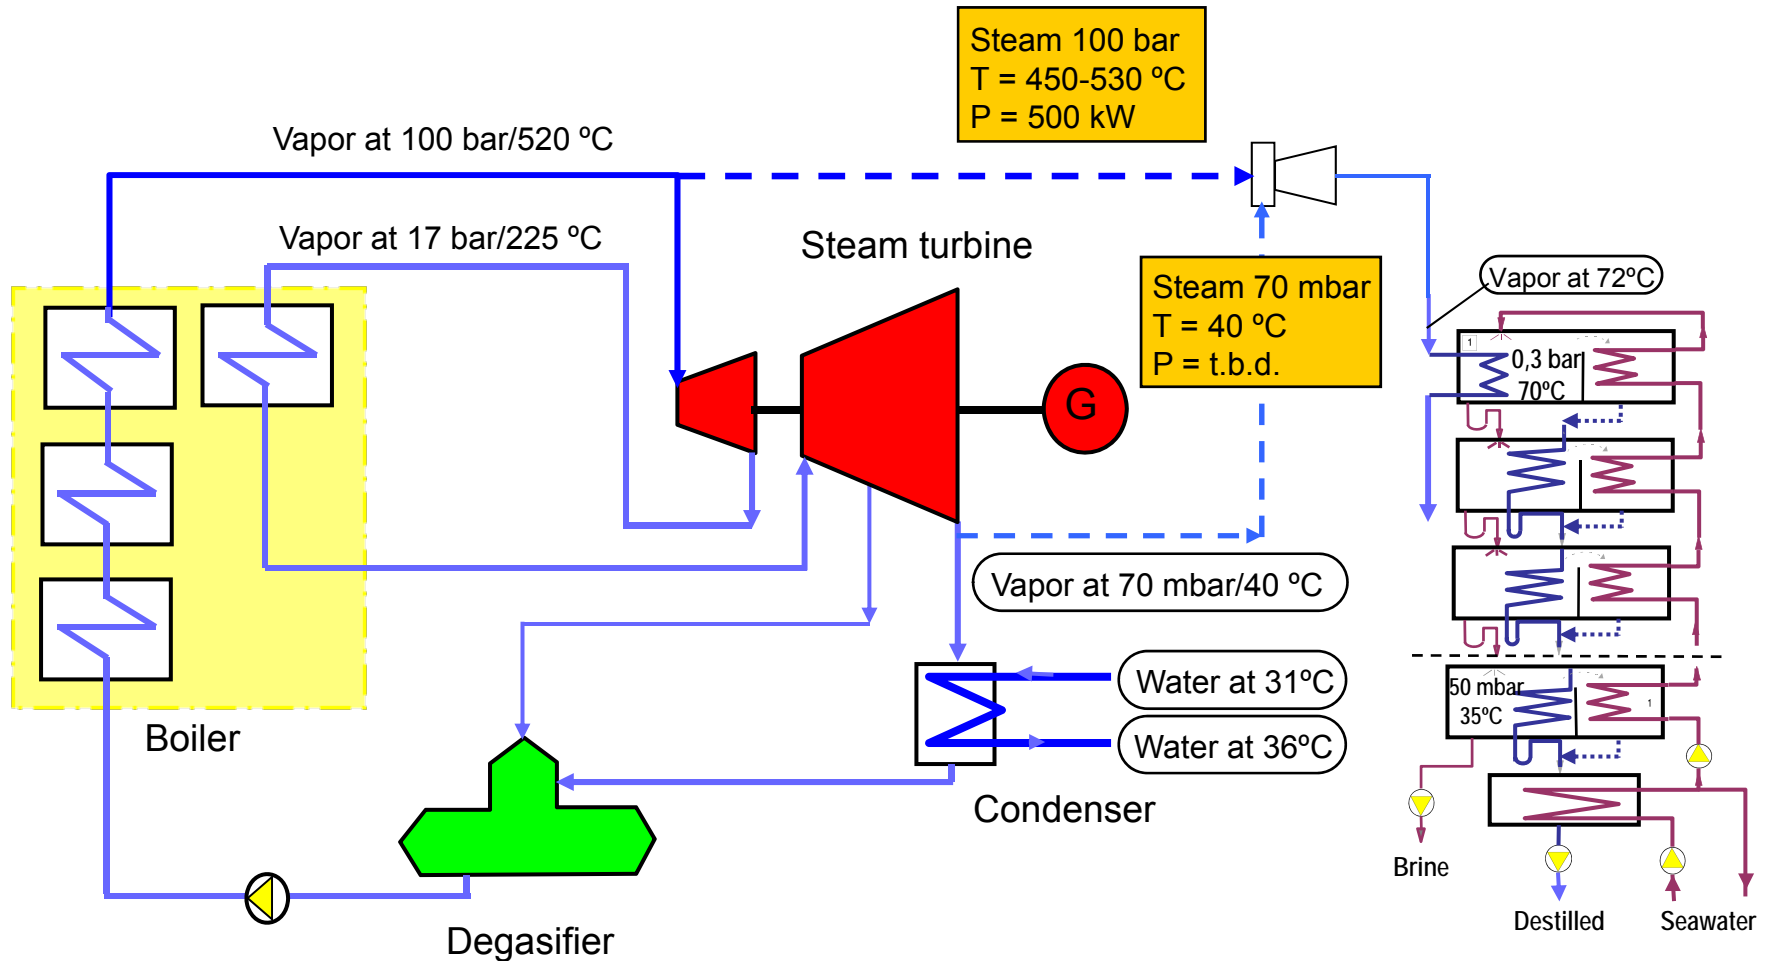 Steam 100 bar
T = 450-530 ºC
P = 500 kW
Vapor at 100 bar/520 ºC
Vapor at 17 bar/225 ºC
Steam turbine
Steam 70 mbar
T = 40 ºC
P = t.b.d.
Vapor at 72ºC
1
0,3 bar
70ºC
G
Vapor at 70 mbar/40 ºC
Water at 31ºC
Water at 36ºC
50 mbar
35ºC
1
Boiler
Condenser
Degasifier
Brine
Destilled
Seawater